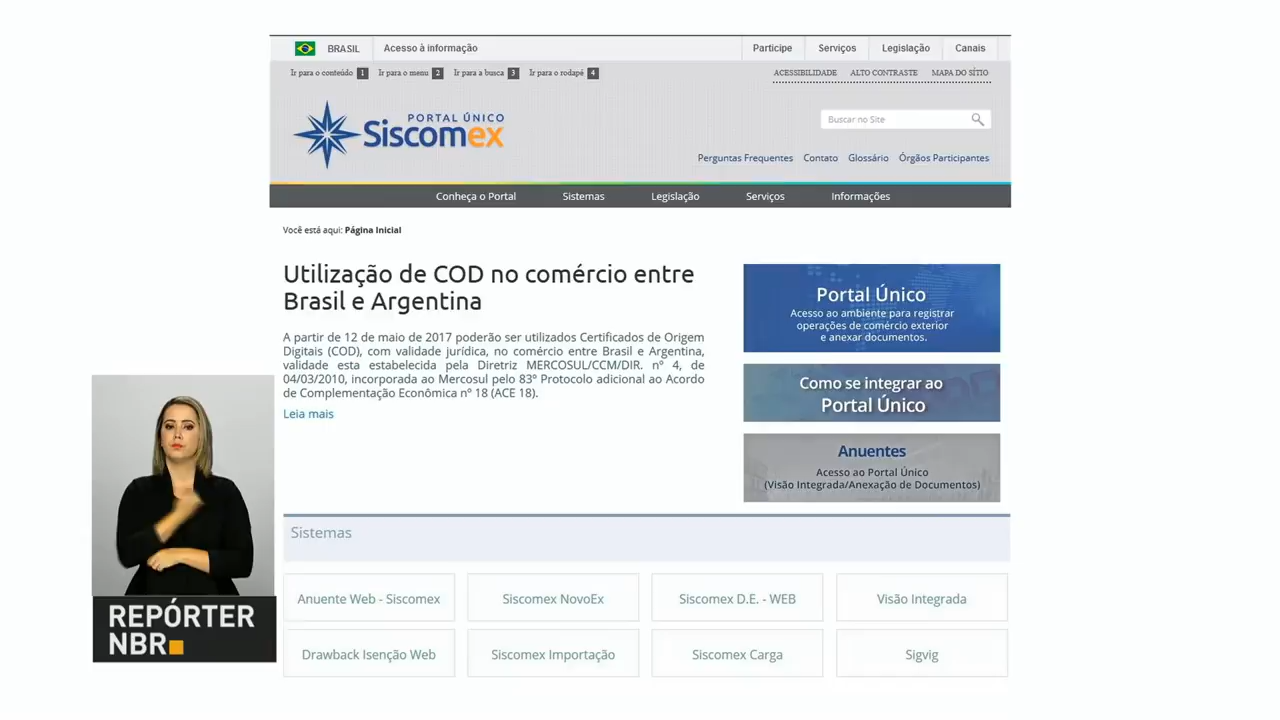 BRASIL
Acesso à informação
Participe
Serviços
Legislação
Canais
Ir para o conteúdo 1
Ir para o menu 2
Ir para a busca 3
Ir para o rodapé 4
ACESSIBILIDADE
ALTO CONTRASTE
MAPA DO SÍTIO
PORTAL ÚNICO
Siscomex
Buscar no Site
Perguntas Frequentes
Contato
Glossário
Órgãos Participantes
Conheça o Portal
Sistemas
Legislação
Serviços
Informações
Você está aqui: Página Inicial
Utilização de COD no comércio entre
Brasil e Argentina
A partir de 12 de maio de 2017 poderão ser utilizados Certificados de Origem
Digitais (COD), com validade jurídica, no comércio entre Brasil e Argentina,
validade esta estabelecida pela Diretriz MERCOSUL/CCM/DIR. nº 4, de
04/03/2010, incorporada ao Mercosul pelo 83º Protocolo adicional ao Acordo
de Complementação Econômica nº 18 (ACE 18).
Leia mais
Portal Único
Acesso ao ambiente para registrar
operações de comércio exterior
e anexar documentos.
Como se integrar ao
Portal Único
Anuentes
Acesso ao Portal Único
(Visão Integrada/Anexação de Documentos)
Sistemas
Anuente Web - Siscomex
Siscomex NovoEx
Siscomex D.E. - WEB
Visão Integrada
Drawback Isenção Web
Siscomex Importação
Siscomex Carga
Sigvig
REPÓRTER
NBR